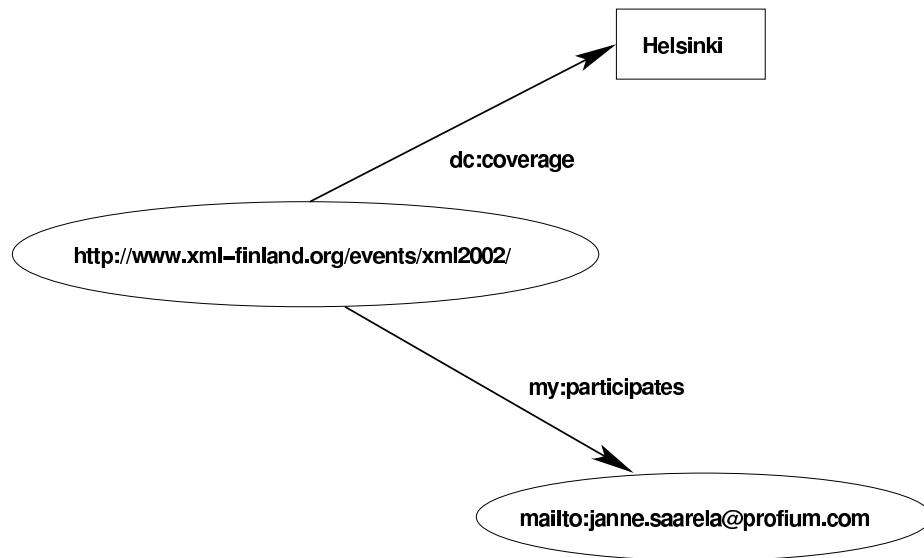 Helsinki
dc:coverage
http://www.xml–finland.org/events/xml2002/
my:participates
mailto:janne.saarela@profium.com